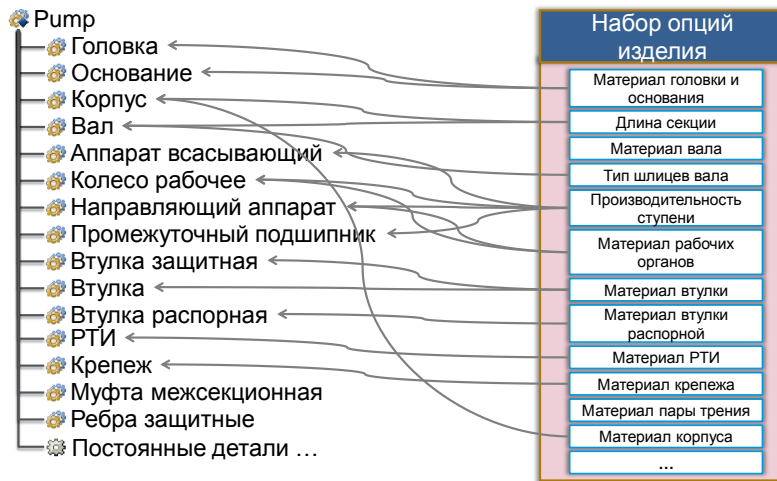 Pump
Головка
Основание
Корпус
Вал
Аппарат всасывающий
Колесо рабочее
Направляющий аппарат
Промежуточный подшипник
Втулка защитная
Втулка
Втулка распорная
РТИ
Крепеж
Муфта межсекционная
Ребра защитные
Постоянные детали …
Набор опций
изделия
Материал головки и
основания
Длина секции
Материал вала
Тип шлицев вала
Производительность
ступени
Материал рабочих
органов
Материал втулки
Материал втулки
распорной
Материал РТИ
Материал крепежа
Материал пары трения
Материал корпуса
...